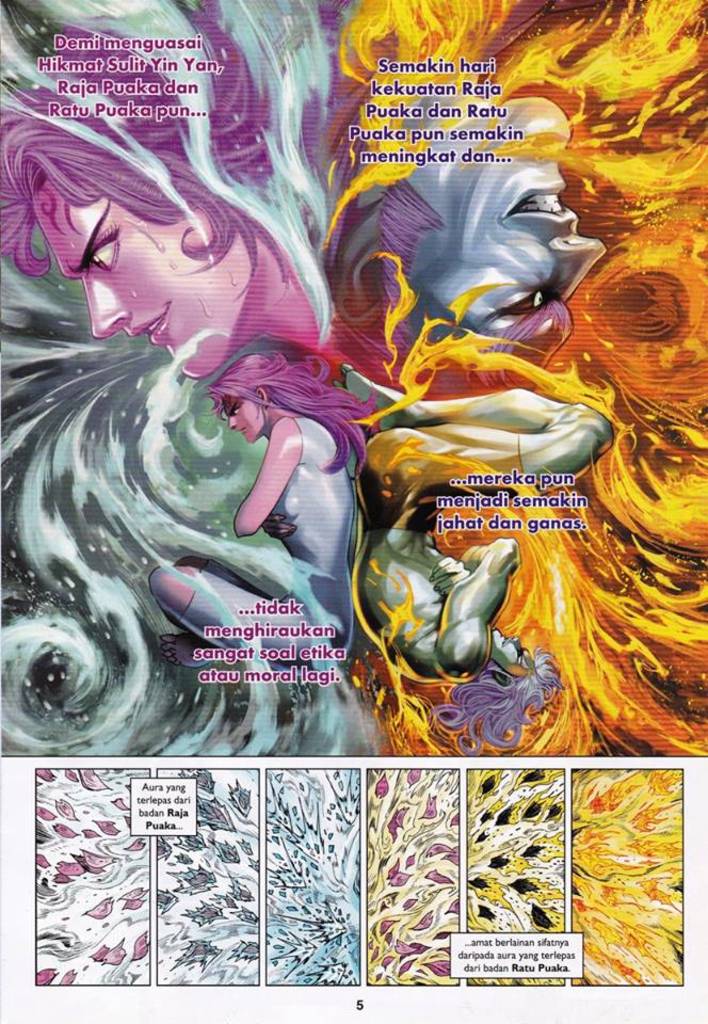 Demi menguasai
Hikmat Sulit Yin Yan,
Raja Puaka dan
Ratu Puaka pun...
...tidak
menghiraukan
sangat soal etika
atau moral lagi.
Semakin hari
kekuatan Raja
Puaka dan Ratu
Puaka pun semakin
meningkat dan...
...mereka pun
menjadi semakin
jahat dan ganas.
Aura yang
terlepas dari
badan Raja
Puaka...
...amat berlainan sifatnya
daripada aura yang terlepas
dari badan Ratu Puaka.
5